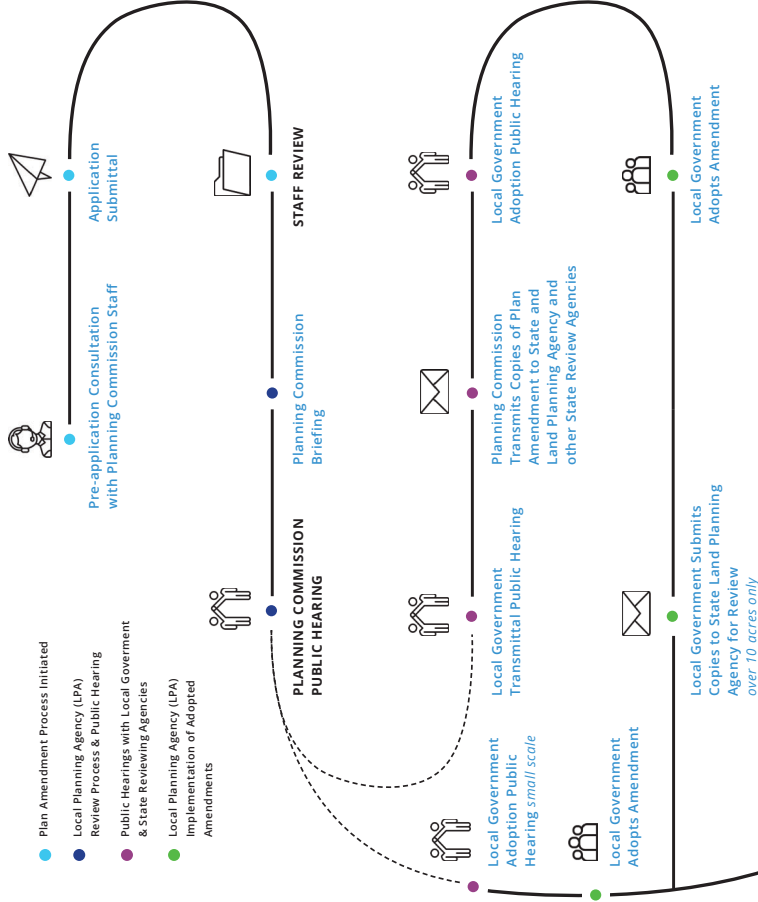 Pre-application Consultation
with Planning Commission Staff
Application
Submittal
PLANNING COMMISSION
PUBLIC HEARING
Planning Commission
Briefing
STAFF REVIEW
Local Government
Adoption Public
Hearing small scale
Local Government
Transmittal Public Hearing
Planning Commission
Transmits Copies of Plan
Amendment to State and
Land Planning Agency and
other State Review Agencies
Local Government
Adoption Public Hearing
Local Government
Adopts Amendment
Local Government Submits
Copies to State Land Planning
Agency for Review
over 10 acres only
Local Government
Adopts Amendment
Plan Amendment Process Initiated
Local Planning Agency (LPA)
Review Process & Public Hearing
Public Hearings with Local Goverment
& State Reviewing Agencies
Local Planning Agency (LPA)
Implementation of Adopted
Amendments